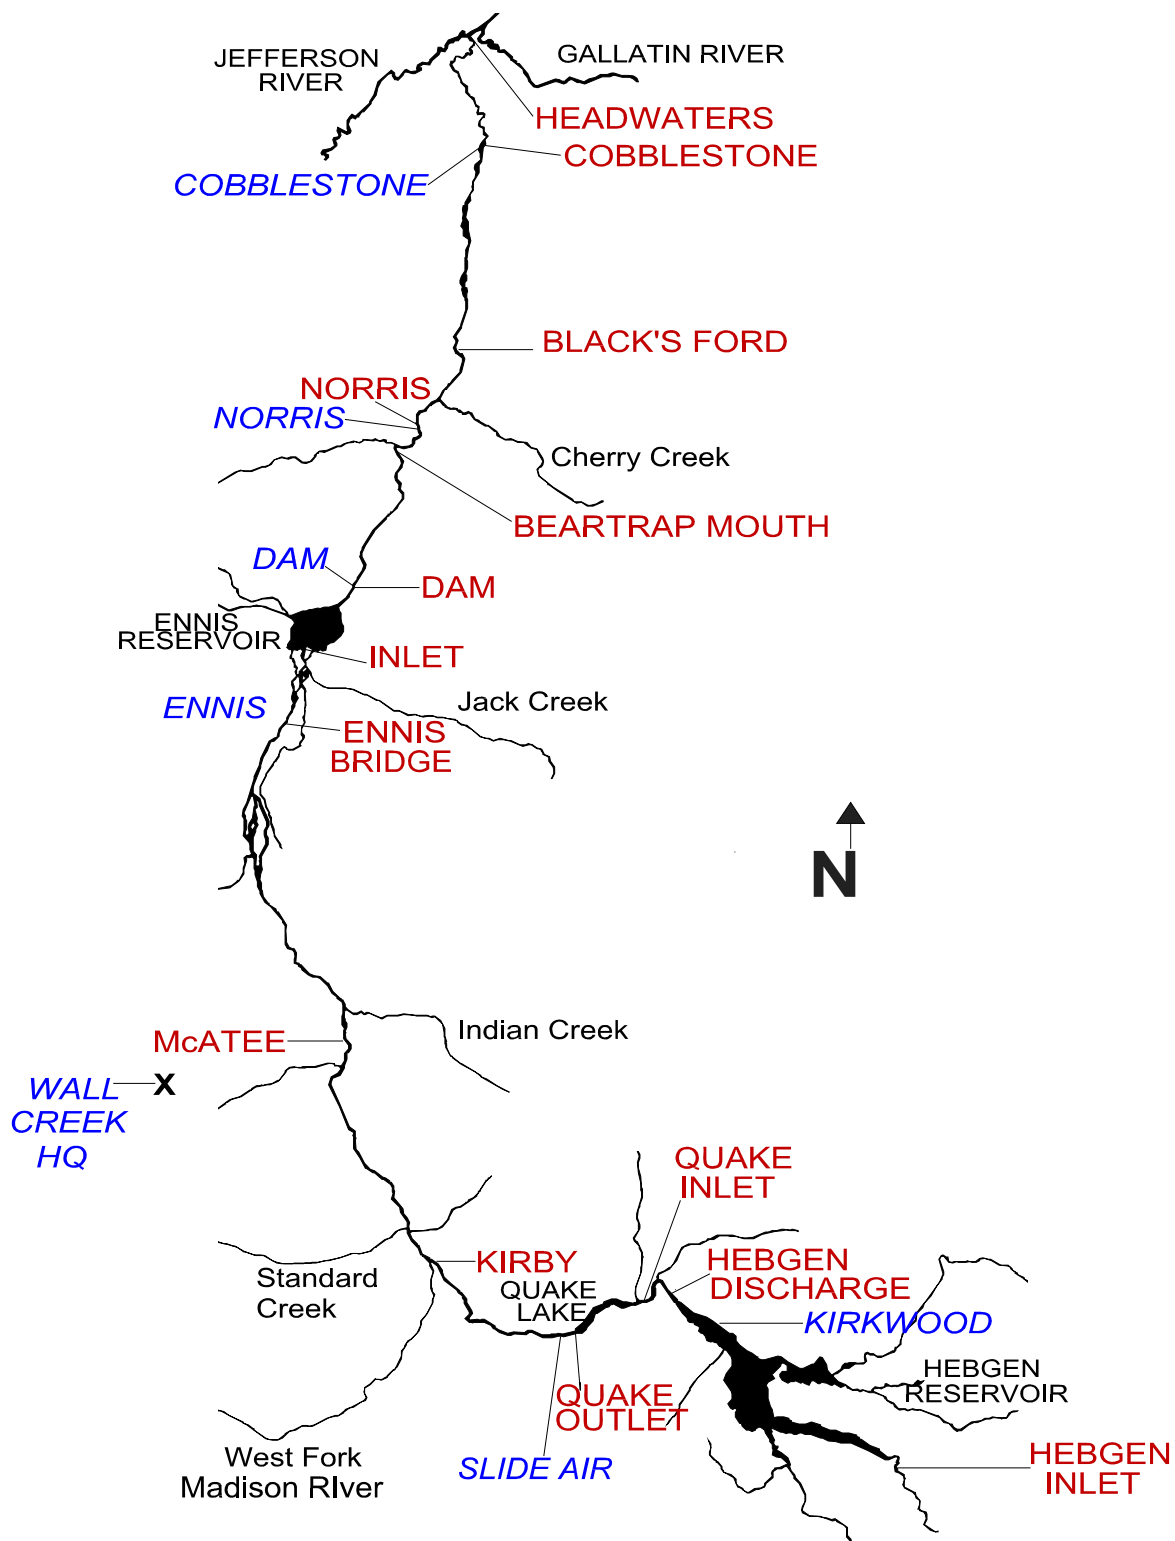 JEFFERSON
RIVER
GALLATIN RIVER
HEADWATERS
COBBLESTONE
COBBLESTONE
BLACK'S FORD
NORRIS
NORRIS
Cherry Creek
BEARTRAP MOUTH
DAM
DAM
ENNIS
RESERVOIR
INLET
ENNIS
Jack Creek
ENNIS
BRIDGE
N
McATEE
Indian Creek
WALL
CREEK
HQ
X
QUAKE
INLET
KIRBY
QUAKE
LAKE
HEBGEN
DISCHARGE
Standard
Creek
KIRKWOOD
HEBGEN
RESERVOIR
QUAKE
OUTLET
West Fork
Madison RIver
SLIDE AIR
HEBGEN
INLET